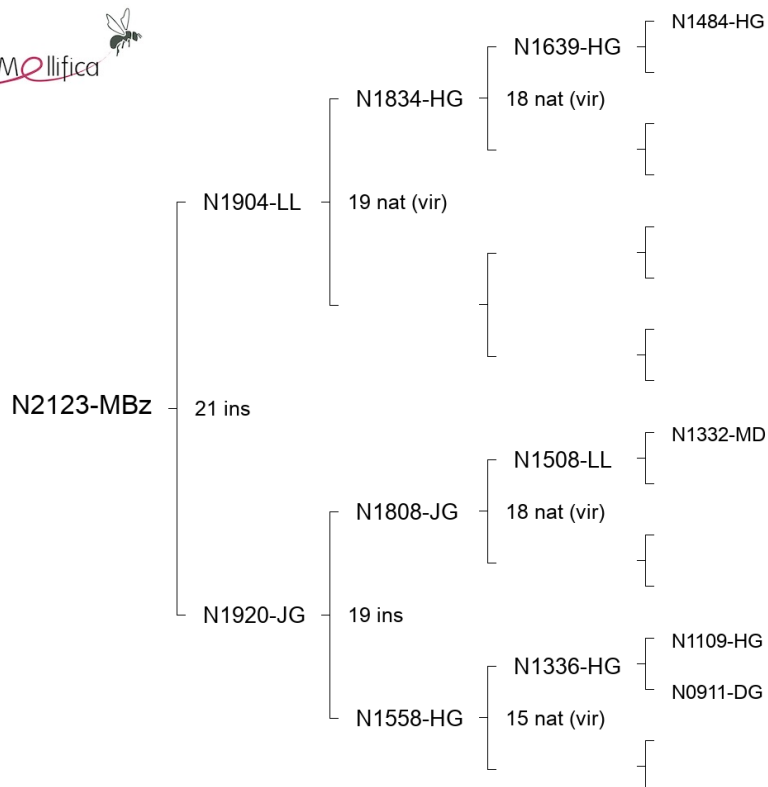 Mellifica
N1484-HG
N1639-HG
N1834-HG
18 nat (vir)
N1904-LL
19 nat (vir)
N2123-MBz
21 ins
N1332-MD
N1508-LL
N1808-JG
18 nat (vir)
N1920-JG
19 ins
N1109-HG
N1336-HG
N0911-DG
N1558-HG
15 nat (vir)